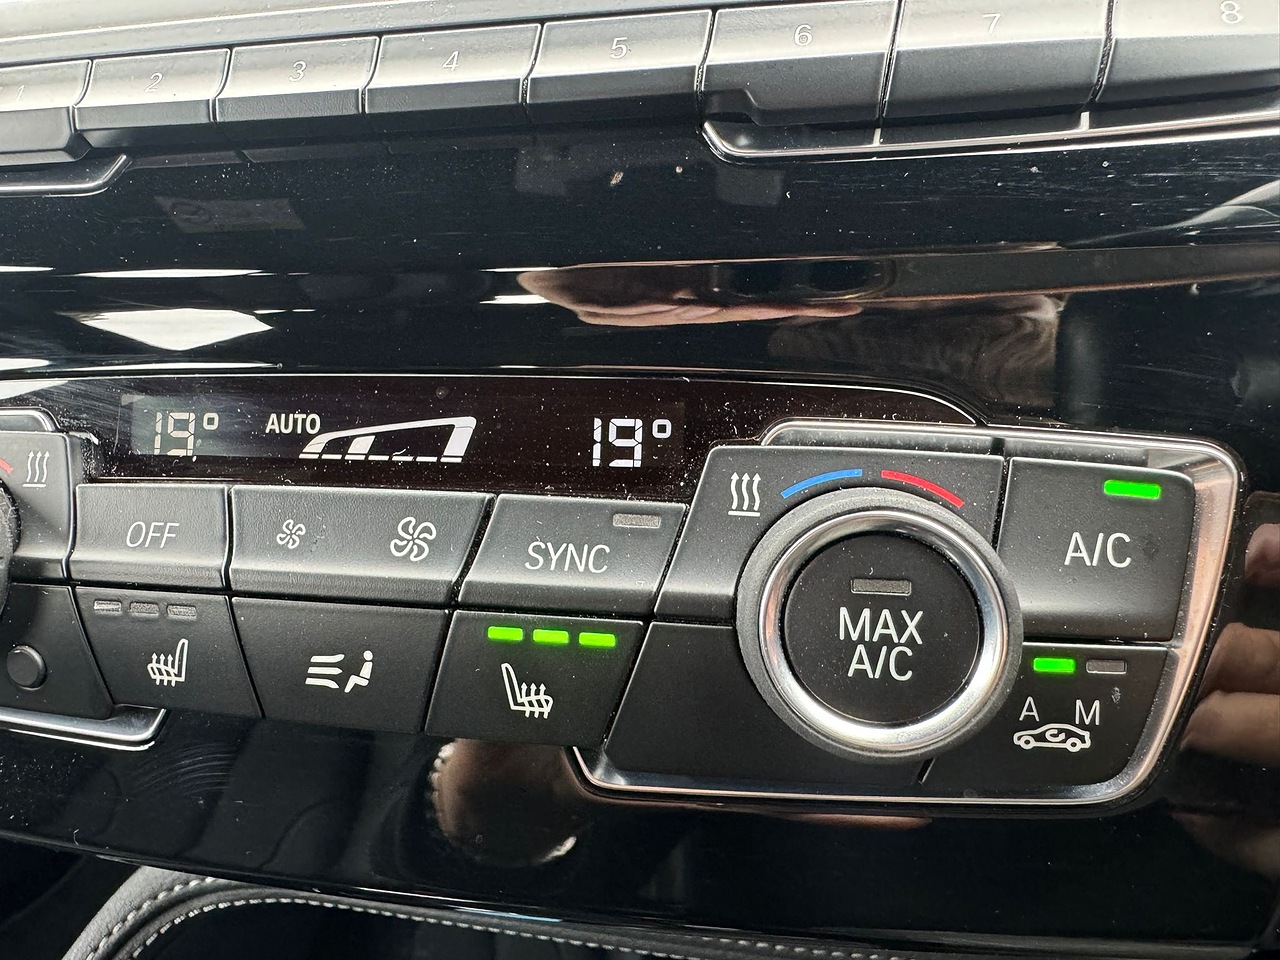 1 2 3 4 5 6 7 8
19° AUTO 19°
OFF
SYNC
A/C
MAX
A/C
A M